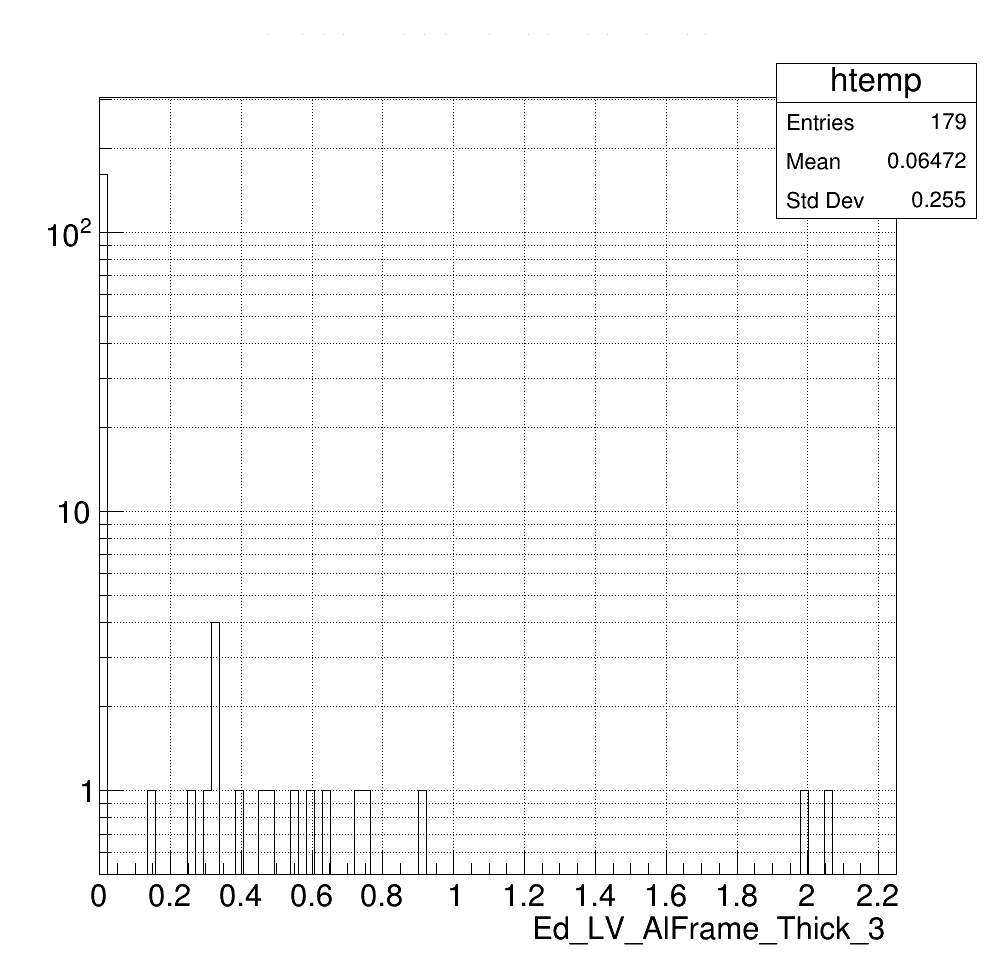 htemp
Entries 179
Mean 0.06472
Std Dev 0.255
10²
10
1
0 0.2 0.4 0.6 0.8 1 1.2 1.4 1.6 1.8 2 2.2
Ed_LV_AlFrame_Thick_3